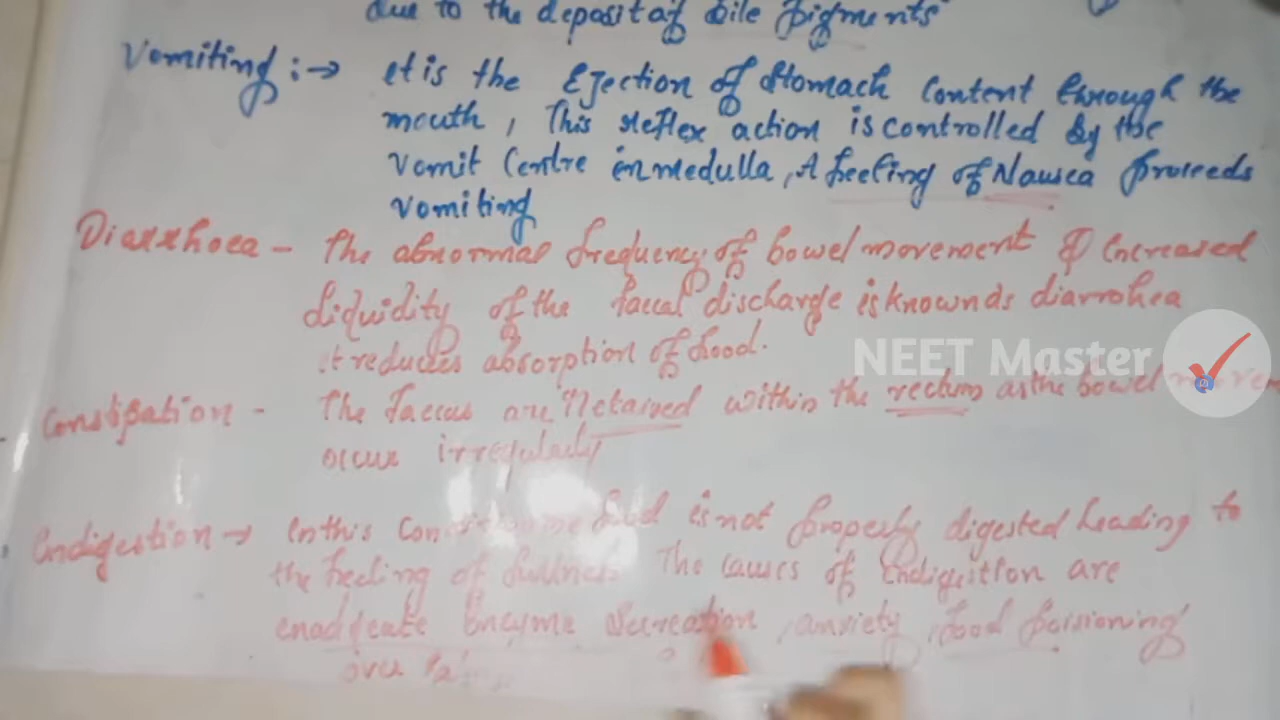 due to the deposit of bile pigments
Vomiting :→ It is the Ejection of Stomach Content through the
mouth, This reflex action is controlled by the
Vomit Centre in medulla, A feeling of Nausea proceeds
vomiting
Diarrhoea - The abnormal frequency of bowel movement & increased
liquidity of the faecal discharge is known as diarrohea
it reduces absorption of food.
NEET Master
Constipation - The faeces are retained within the rectum as the bowel
occur irregularly
Indigestion → In this the food is not properly digested leading to
the feeling of fullness. The causes of indigestion are
inadquate enzyme secreation, anxiety, food poisioning
over